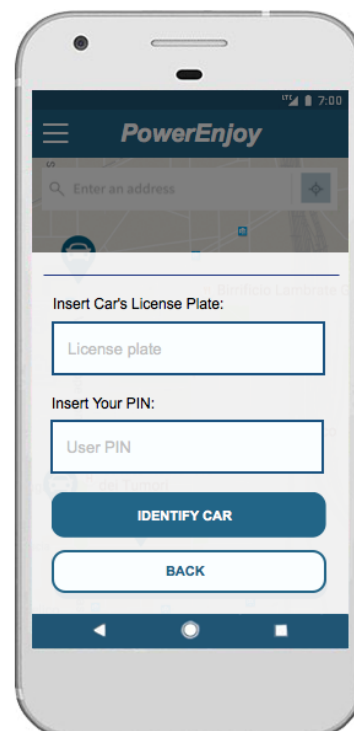 LTE 7:00
PowerEnjoy
Enter an address
Insert Car's License Plate:
License plate
Insert Your PIN:
User PIN
IDENTIFY CAR
BACK